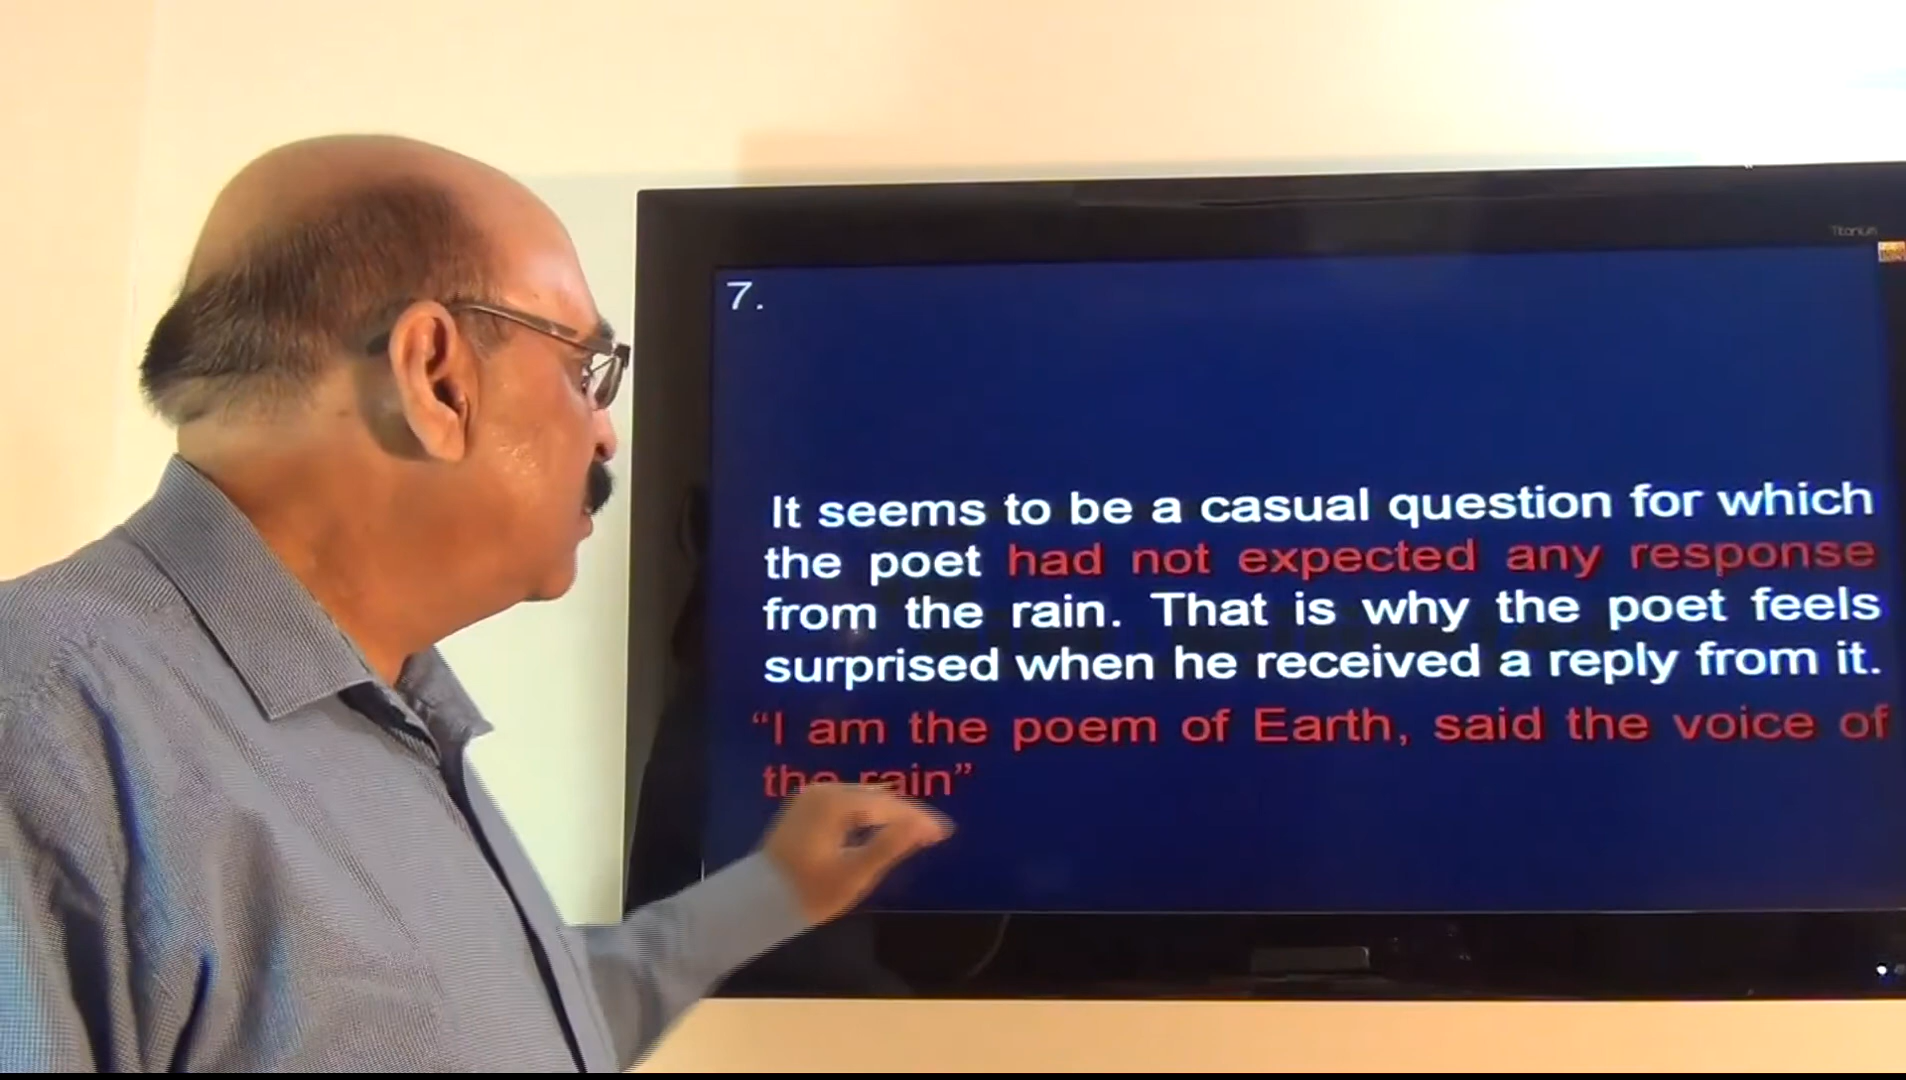 Titanium
7.
It seems to be a casual question for which
the poet had not expected any response
from the rain. That is why the poet feels
surprised when he received a reply from it.
“I am the poem of Earth, said the voice of
the rain”